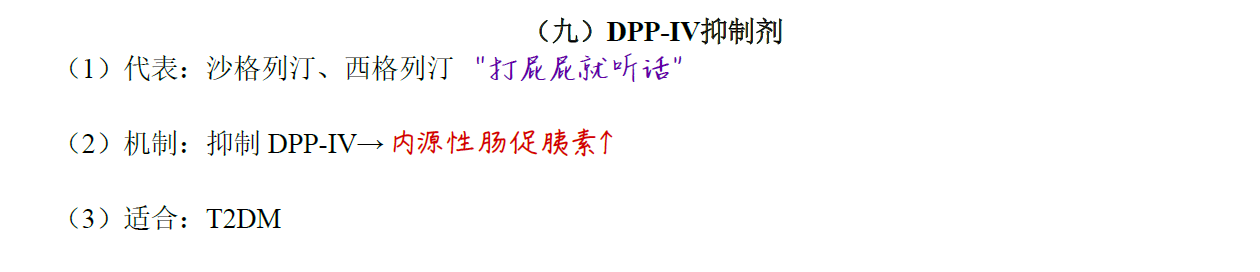 （九）DPP-IV抑制剂
（1）代表：沙格列汀、西格列汀 "打屁屁就听话"
（2）机制：抑制 DPP-IV→ 内源性肠促胰素↑
（3）适合：T2DM